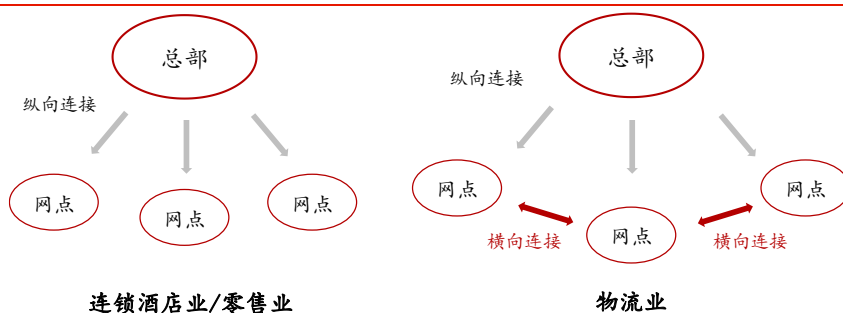 总部
纵向连接
网点
网点
网点
连锁酒店业/零售业
总部
纵向连接
网点
网点
网点
横向连接
横向连接
物流业